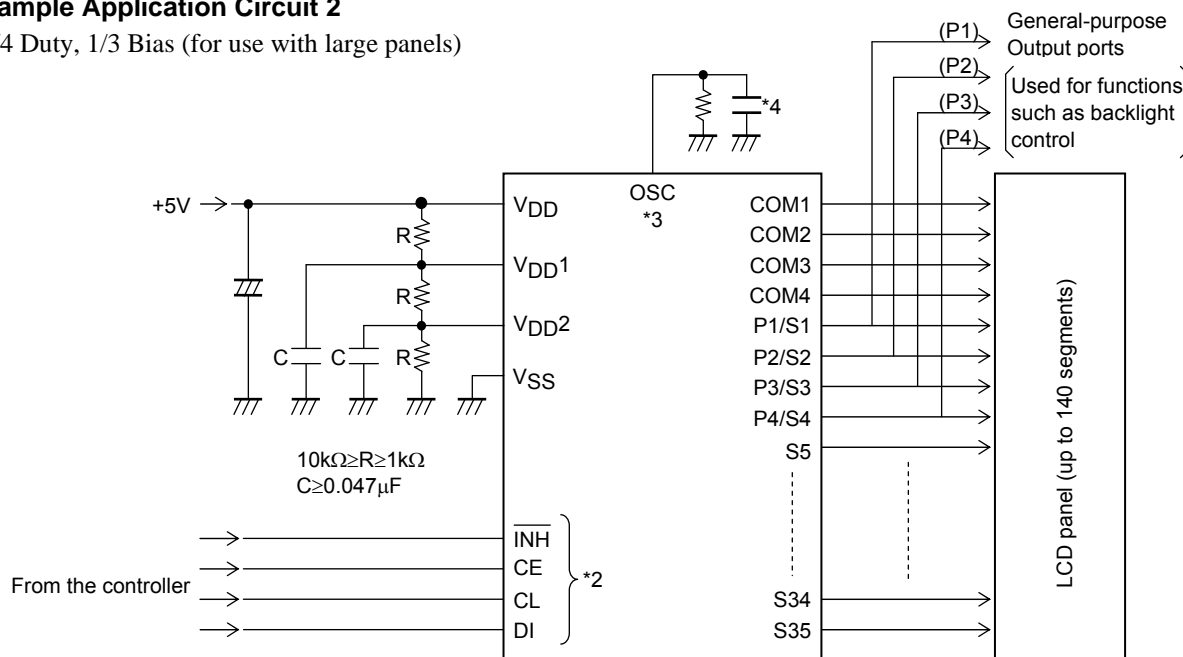 ample Application Circuit 2
/4 Duty, 1/3 Bias (for use with large panels)
(P1)
General-purpose
Output ports
(P2)
(P3)
(P4)
Used for functions
such as backlight
control
*4
+5V
VDD
OSC
*3
COM1
COM2
COM3
COM4
P1/S1
P2/S2
P3/S3
P4/S4
S5
S34
S35
R
VDD1
R
VDD2
C
C
R
VSS
10kΩ≥R≥1kΩ
C≥0.047μF
From the controller
INH
CE
CL
DI
*2
LCD panel (up to 140 segments)